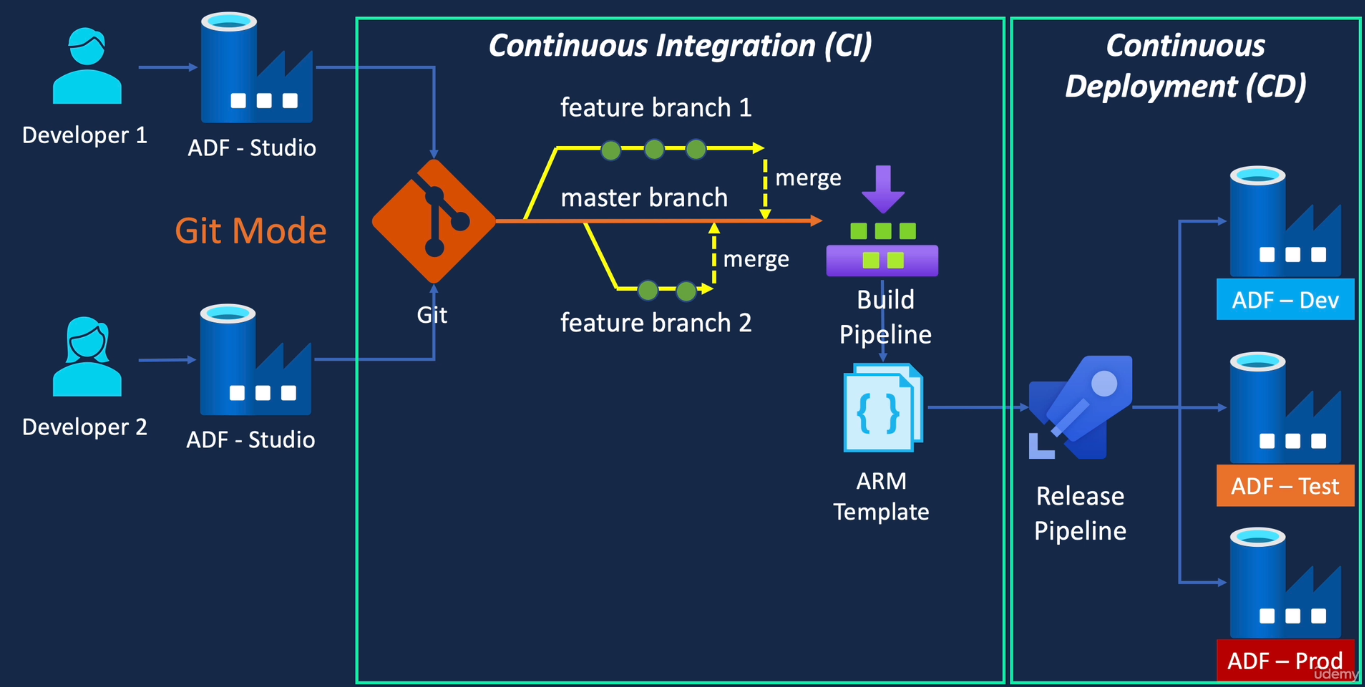 Developer 1
ADF - Studio
Git Mode
Developer 2
ADF - Studio
Continuous Integration (CI)
feature branch 1
merge
master branch
merge
Git
feature branch 2
Build
Pipeline
{ }
ARM
Template
Continuous
Deployment (CD)
Release
Pipeline
ADF – Dev
ADF – Test
ADF – Prod
udemy